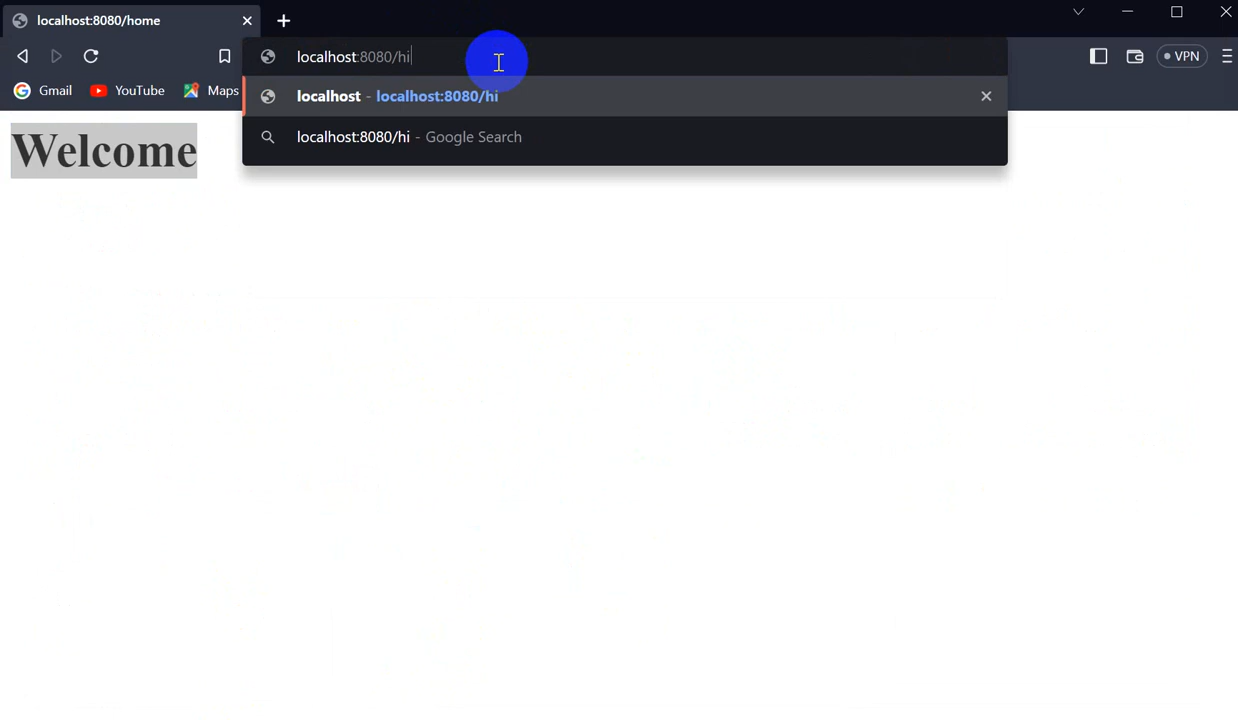 localhost:8080/home
localhost:8080/hi
VPN
localhost - localhost:8080/hi
Gmail YouTube Maps
localhost:8080/hi - Google Search
Welcome